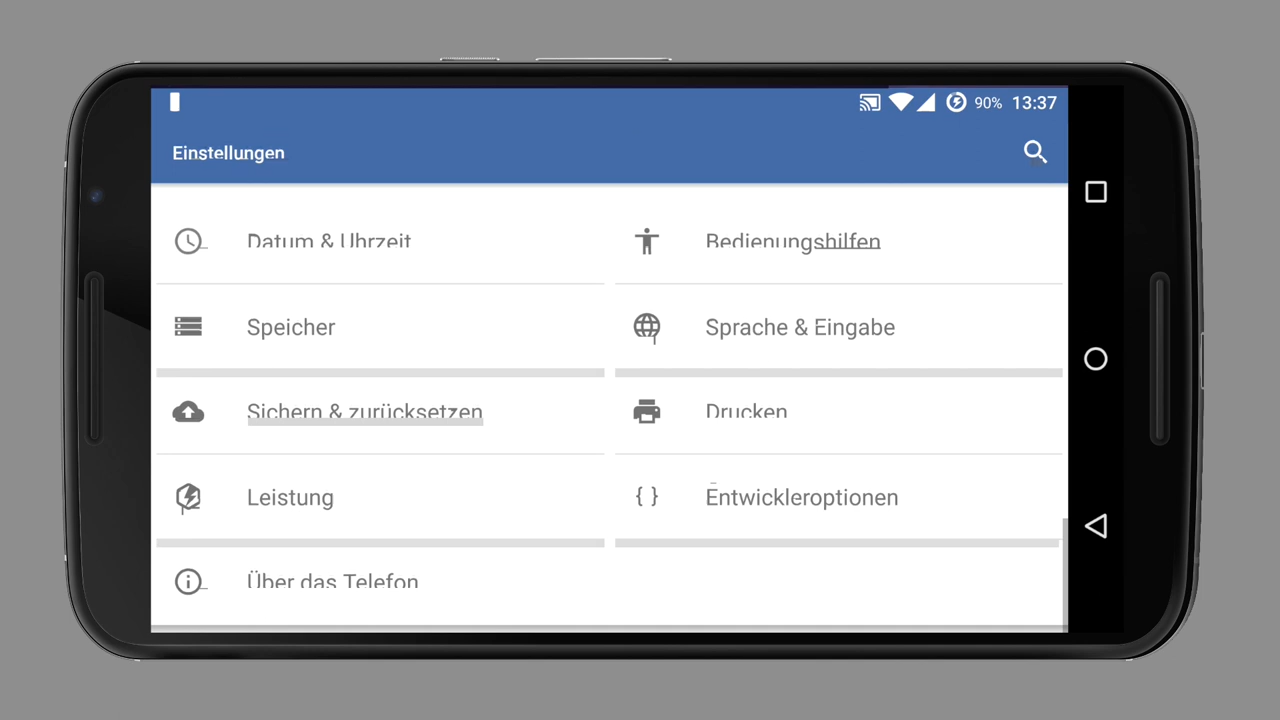 90% 13:37
Einstellungen
Datum & Uhrzeit Bedienungshilfen
Speicher Sprache & Eingabe
Sichern & zurücksetzen Drucken
Leistung { } Entwickleroptionen
Über das Telefon